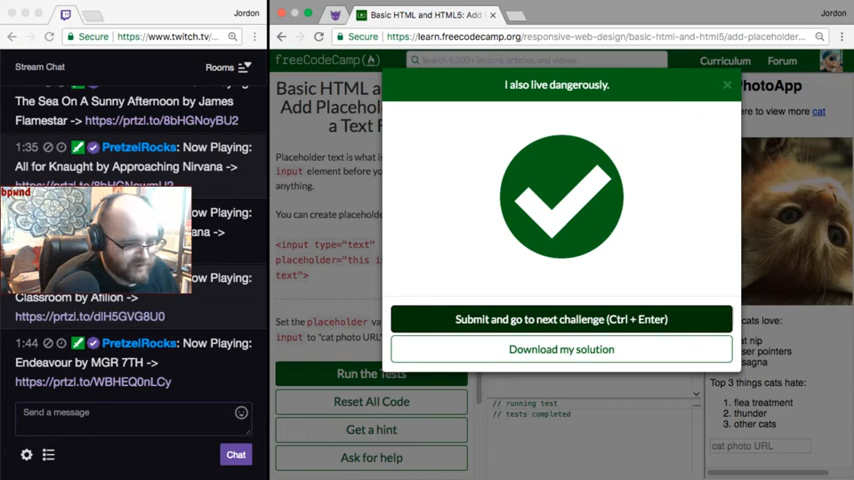 Jordon
Secure
https://www.twitch.tv/...
Stream Chat
Rooms
The Sea On A Sunny Afternoon by James
Flamestar -> https://prtzl.rocks/8bHGNoyBU2
1:35 PretzelRocks: Now Playing:
All for Knaught by Approaching Nirvana ->
bpwnd
: Now Playing:
: Now Playing:
Classroom by Afilion ->
https://prtzl.to/dlH5GVG8U0
1:44 PretzelRocks: Now Playing:
Endeavour by MGR 7TH ->
https://prtzl.to/WBHEQ0nLCy
Send a message
Chat
Basic HTML and HTML5: Add
Jordon
Secure
https://learn.freecodecamp.org/responsive-web-design/basic-html-and-html5/add-placeholder...
freeCodeCamp
Search 8,000+ lessons, articles, and videos
Curriculum
Forum
Basic HTML a
Add Placehol
a Text F
Placeholder text is what i
input element before yo
anything.
You can create placehold
<input type="text"
placeholder="this i
text">
Set the placeholder va
input to "cat photo URL"
Run the Tests
Reset All Code
Get a hint
Ask for help
I also live dangerously.
×
Submit and go to next challenge (Ctrl + Enter)
Download my solution
// running test
// tests completed
PhotoApp
ere to view more cat
cats love:
at nip
ser pointers
sagna
Top 3 things cats hate:
1. flea treatment
2. thunder
3. other cats
cat photo URL